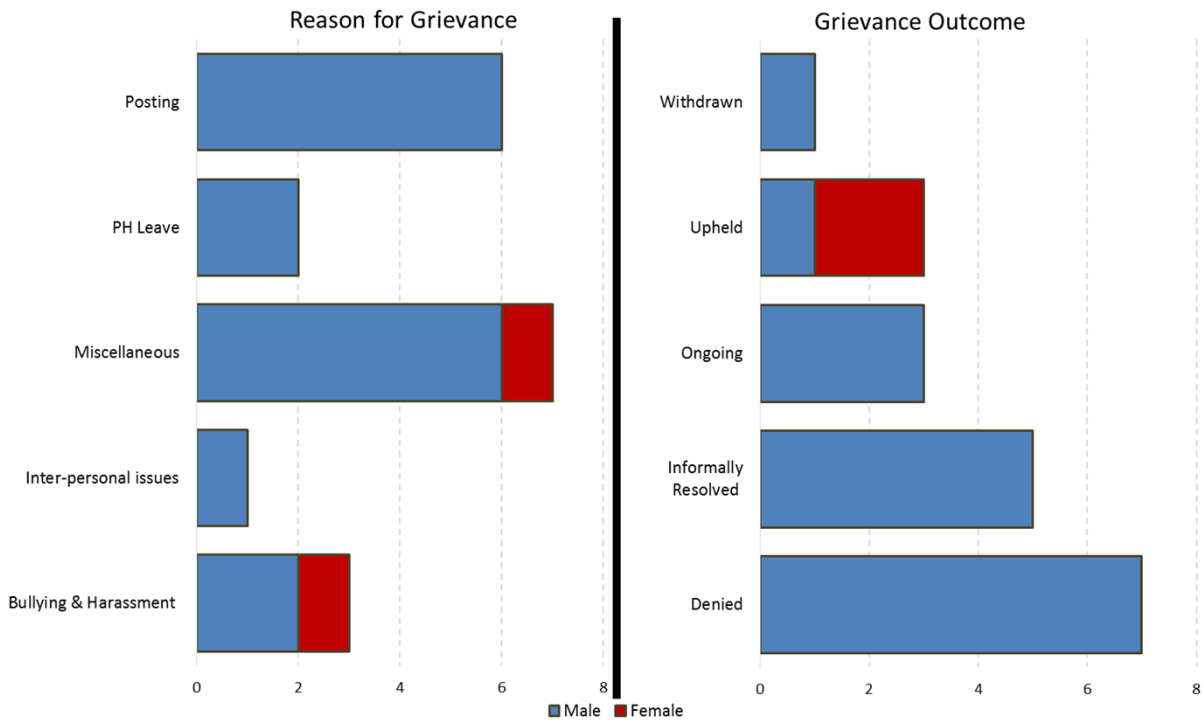 Reason for Grievance
Posting
PH Leave
Miscellaneous
Inter-personal issues
Bullying & Harassment
0 2 4 6 8
Grievance Outcome
Withdrawn
Upheld
Ongoing
Informally
Resolved
Denied
0 2 4 6 8
Male Female